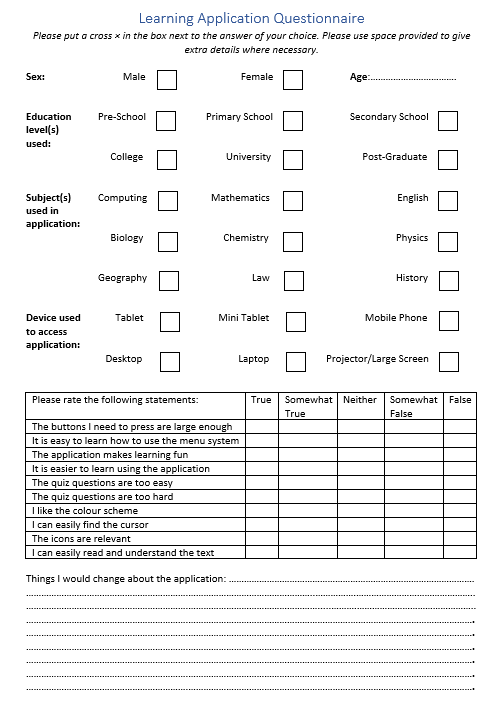 Learning Application Questionnaire
Please put a cross × in the box next to the answer of your choice. Please use space provided to give
extra details where necessary.
Sex: Male Female Age:..................................
Education level(s) used: Pre-School Primary School Secondary School
College University Post-Graduate
Subject(s) used in application: Computing Mathematics English
Biology Chemistry Physics
Geography Law History
Device used to access application: Tablet Mini Tablet Mobile Phone
Desktop Laptop Projector/Large Screen
Please rate the following statements: True Somewhat True Neither Somewhat False False
The buttons I need to press are large enough
It is easy to learn how to use the menu system
The application makes learning fun
It is easier to learn using the application
The quiz questions are too easy
The quiz questions are too hard
I like the colour scheme
I can easily find the cursor
The icons are relevant
I can easily read and understand the text
Things I would change about the application: ..................................................